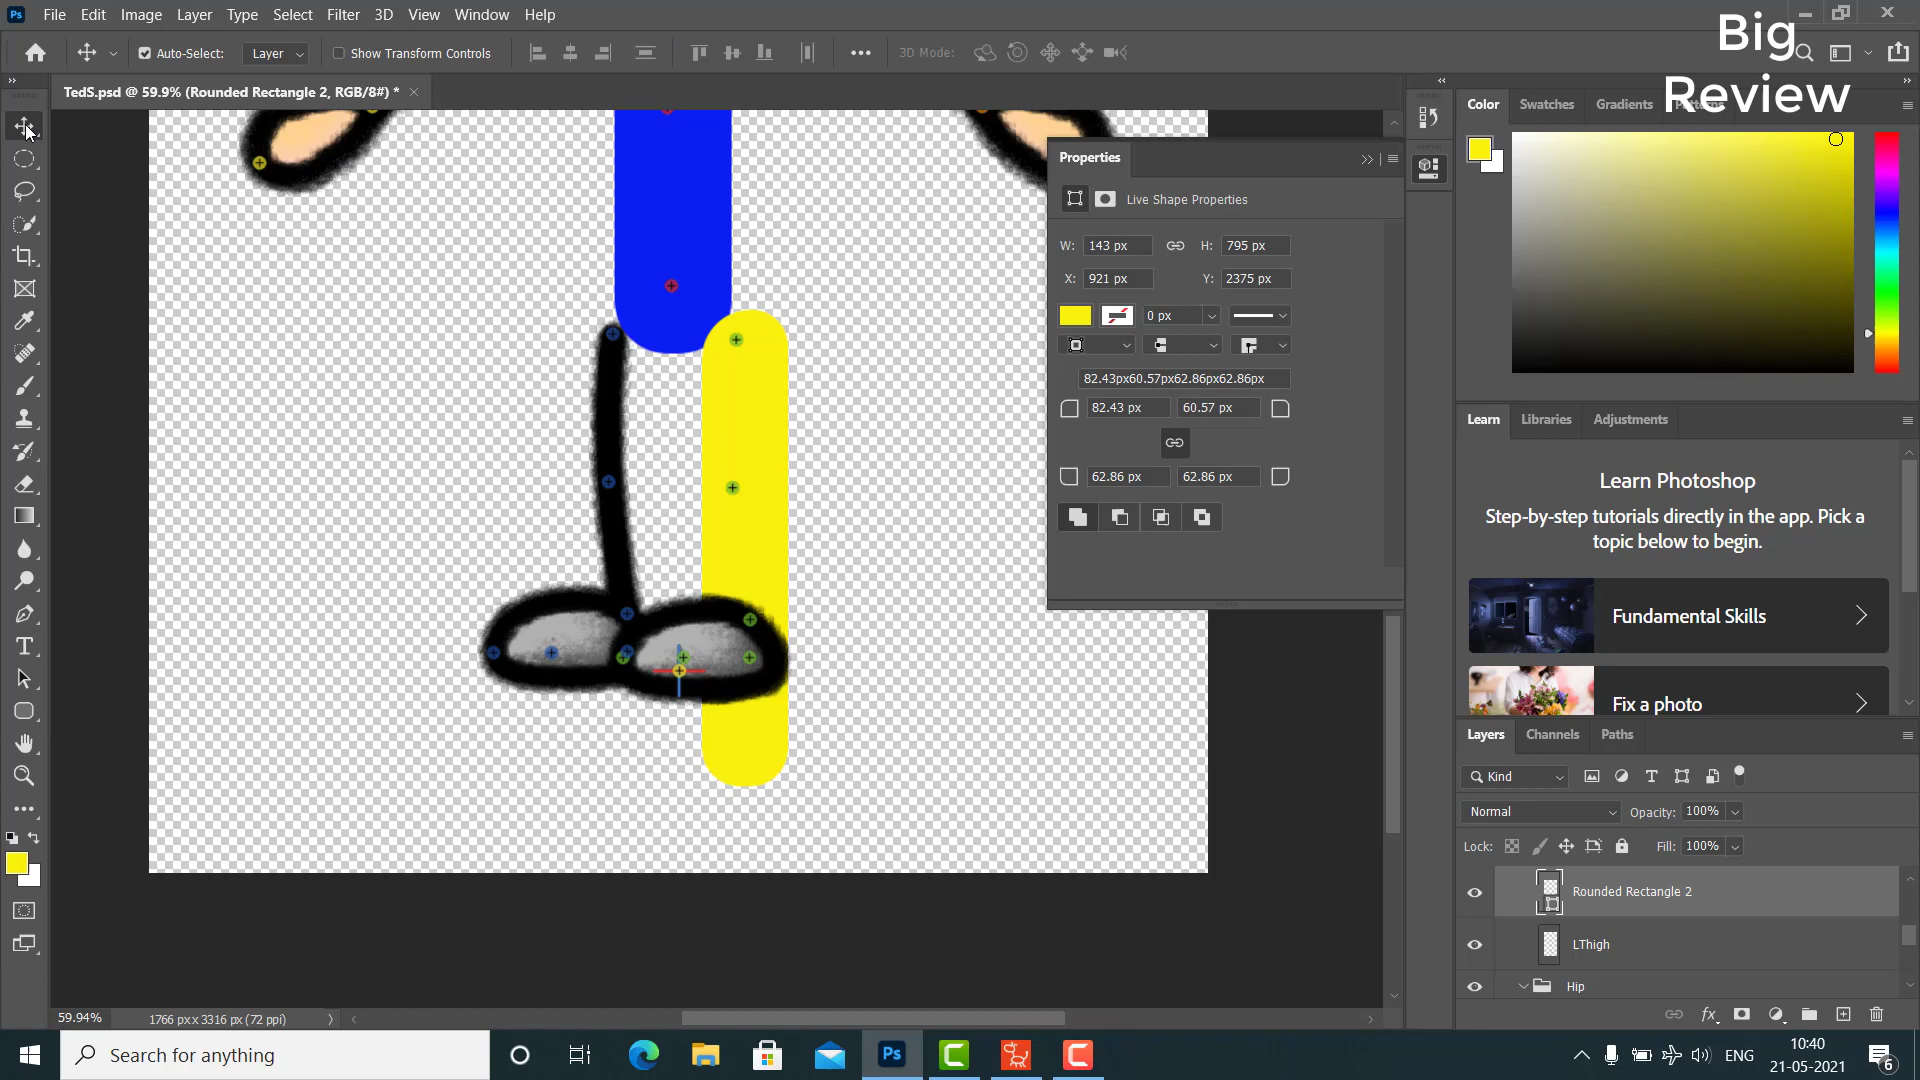 Ps File Edit Image Layer Type Select Filter 3D View Window Help
Big
Review
Auto-Select: Layer Show Transform Controls 3D Mode:
TedS.psd @ 59.9% (Rounded Rectangle 2, RGB/8#) *
Color Swatches Gradients Patterns
Properties
Live Shape Properties
W: 143 px H: 795 px
X: 921 px Y: 2375 px
0 px
82.43px60.57px62.86px62.86px
82.43 px 60.57 px
62.86 px 62.86 px
Learn Libraries Adjustments
Learn Photoshop
Step-by-step tutorials directly in the app. Pick a
topic below to begin.
Fundamental Skills
Fix a photo
Layers Channels Paths
Kind
Normal Opacity: 100%
Lock: Fill: 100%
Rounded Rectangle 2
LThigh
Hip
59.94% 1766 px x 3316 px (72 ppi)
Search for anything
Ps
ENG
10:40
21-05-2021
6